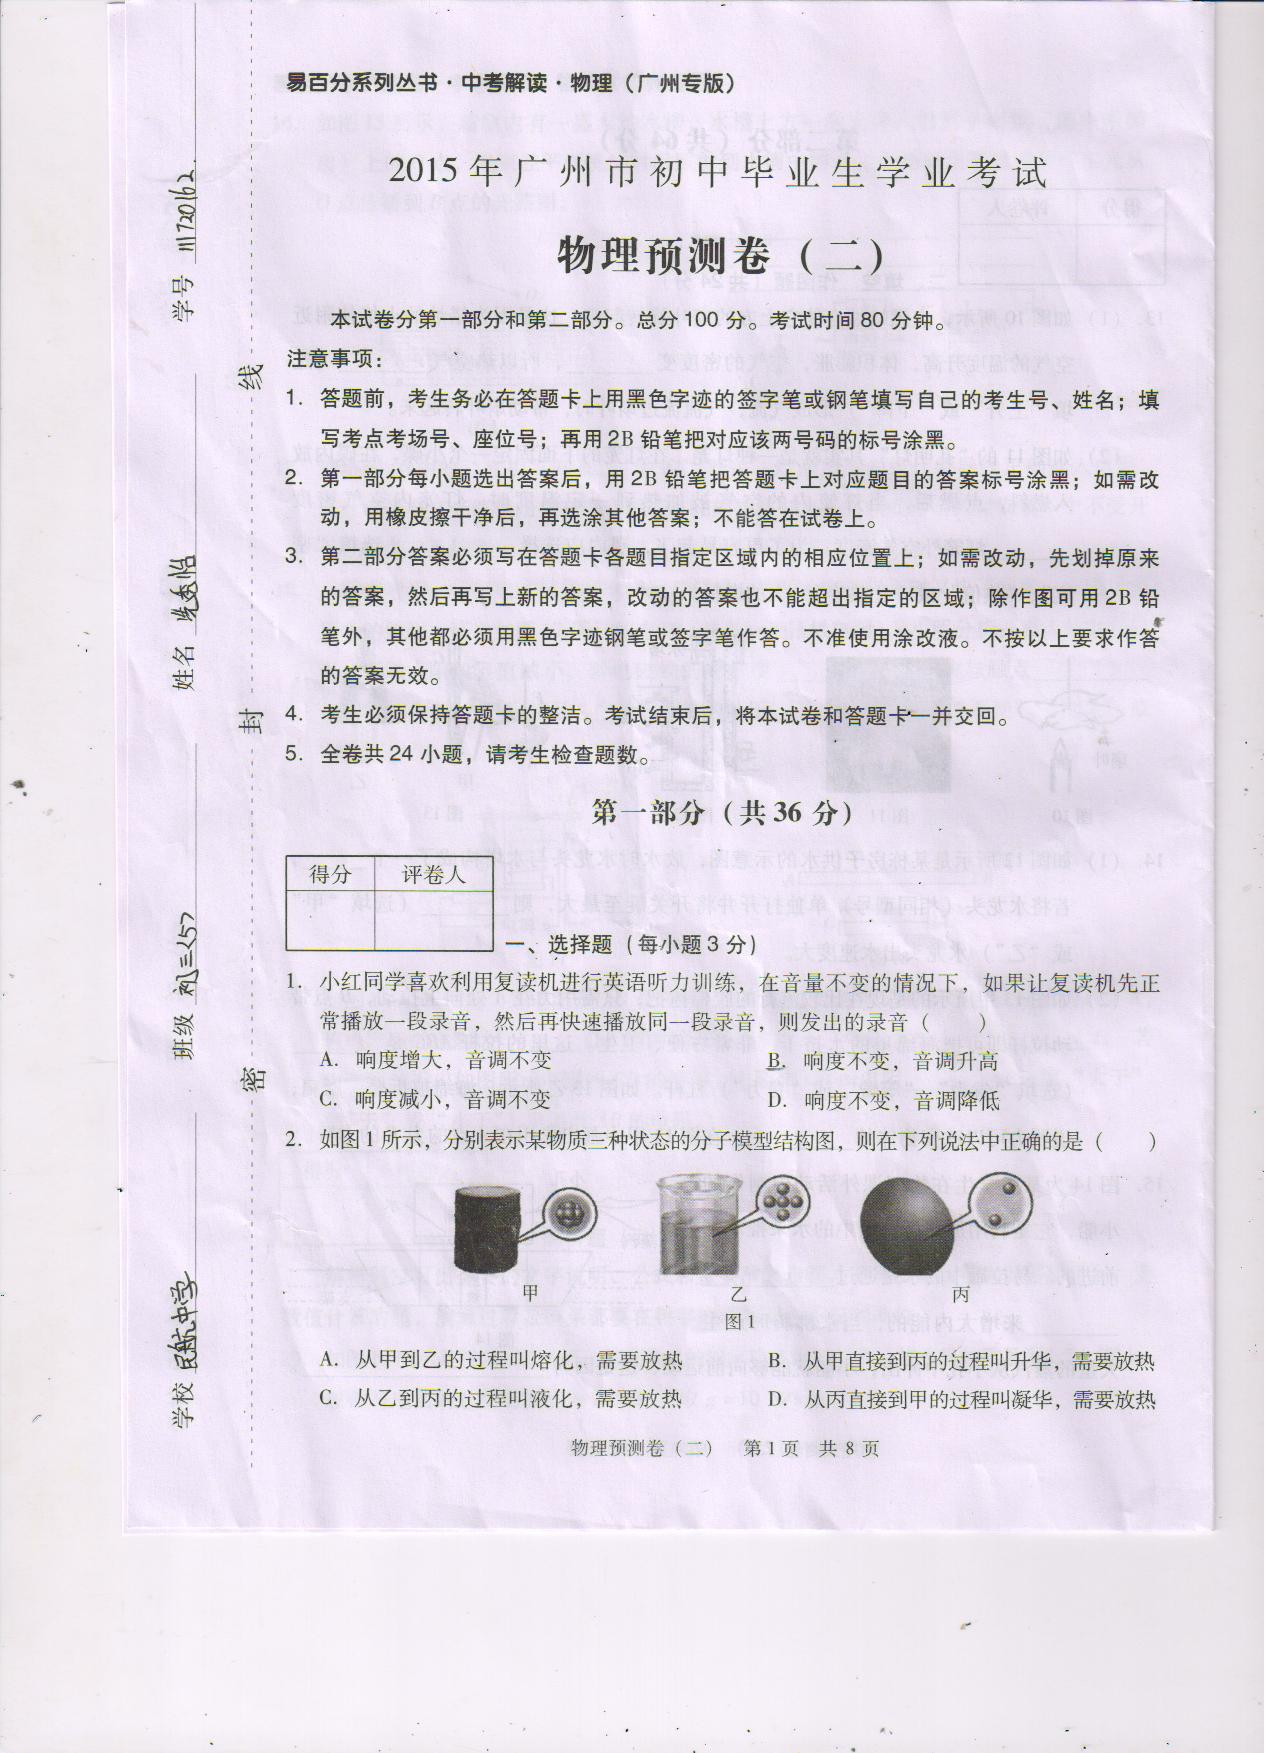 易百分系列丛书·中考解读·物理（广州专版）
2015年广州市初中毕业生学业考试
物理预测卷（二）
本试卷分第一部分和第二部分。总分100分。考试时间80分钟。
注意事项：
1. 答题前，考生务必在答题卡上用黑色字迹的签字笔或钢笔填写自己的考生号、姓名；填
写考点考场号、座位号；再用2B铅笔把对应该两号码的标号涂黑。
2. 第一部分每小题选出答案后，用2B铅笔把答题卡上对应题目的答案标号涂黑；如需改
动，用橡皮擦干净后，再选涂其他答案；不能答在试卷上。
3. 第二部分答案必须写在答题卡各题目指定区域内的相应位置上；如需改动，先划掉原来
的答案，然后再写上新的答案，改动的答案也不能超出指定的区域；除作图可用2B铅
笔外，其他都必须用黑色字迹钢笔或签字笔作答。不准使用涂改液。不按以上要求作答
的答案无效。
4. 考生必须保持答题卡的整洁。考试结束后，将本试卷和答题卡一并交回。
5. 全卷共24小题，请考生检查题数。
第一部分（共36分）
得分 评卷人
一、选择题（每小题3分）
1. 小红同学喜欢利用复读机进行英语听力训练，在音量不变的情况下，如果让复读机先正
常播放一段录音，然后再快速播放同一段录音，则发出的录音（ ）
A. 响度增大，音调不变 B. 响度不变，音调升高
C. 响度减小，音调不变 D. 响度不变，音调降低
2. 如图1所示，分别表示某物质三种状态的分子模型结构图，则在下列说法中正确的是（ ）
甲 乙 丙
图1
A. 从甲到乙的过程叫熔化，需要放热 B. 从甲直接到丙的过程叫升华，需要放热
C. 从乙到丙的过程叫液化，需要放热 D. 从丙直接到甲的过程叫凝华，需要放热
物理预测卷（二） 第1页 共8页
学校 民航中学 班级 初三<5> 姓名 学号 11720162
密 封 线